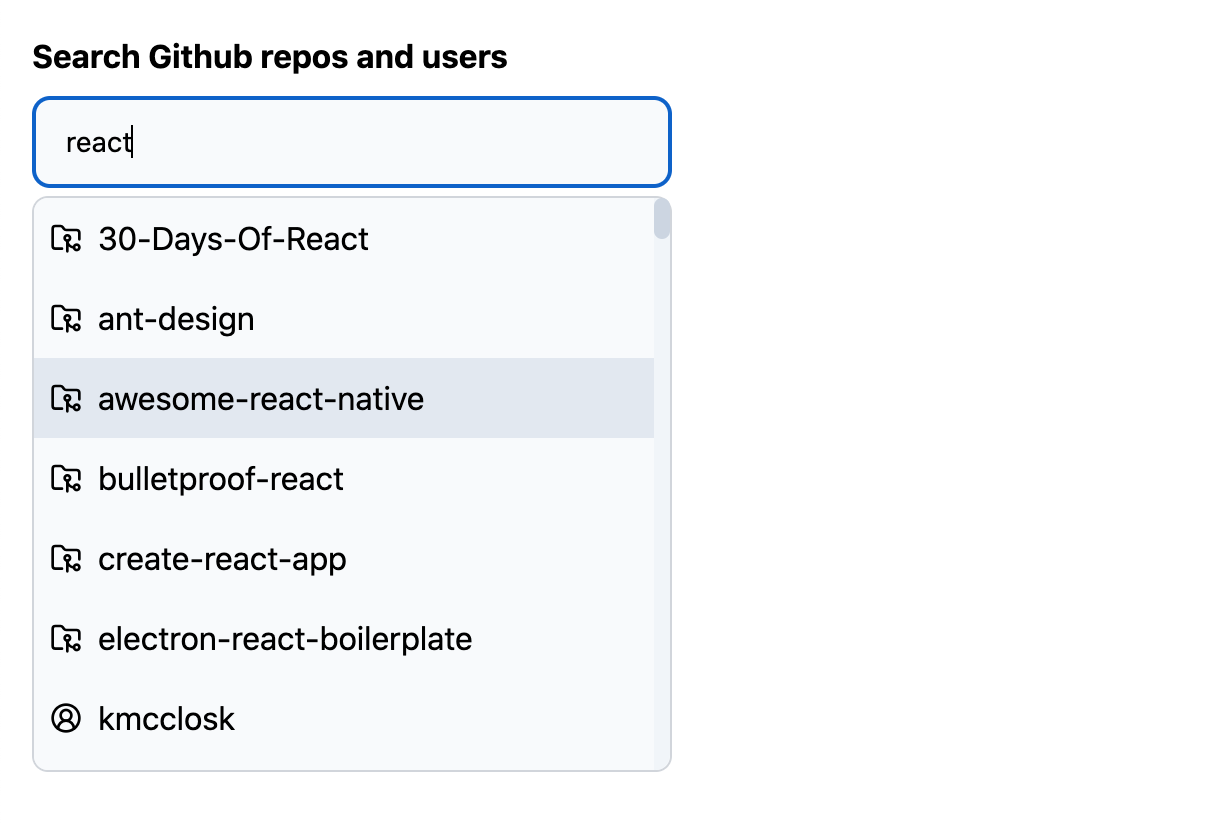 Search Github repos and users
react
30-Days-Of-React
ant-design
awesome-react-native
bulletproof-react
create-react-app
electron-react-boilerplate
kmcclosk